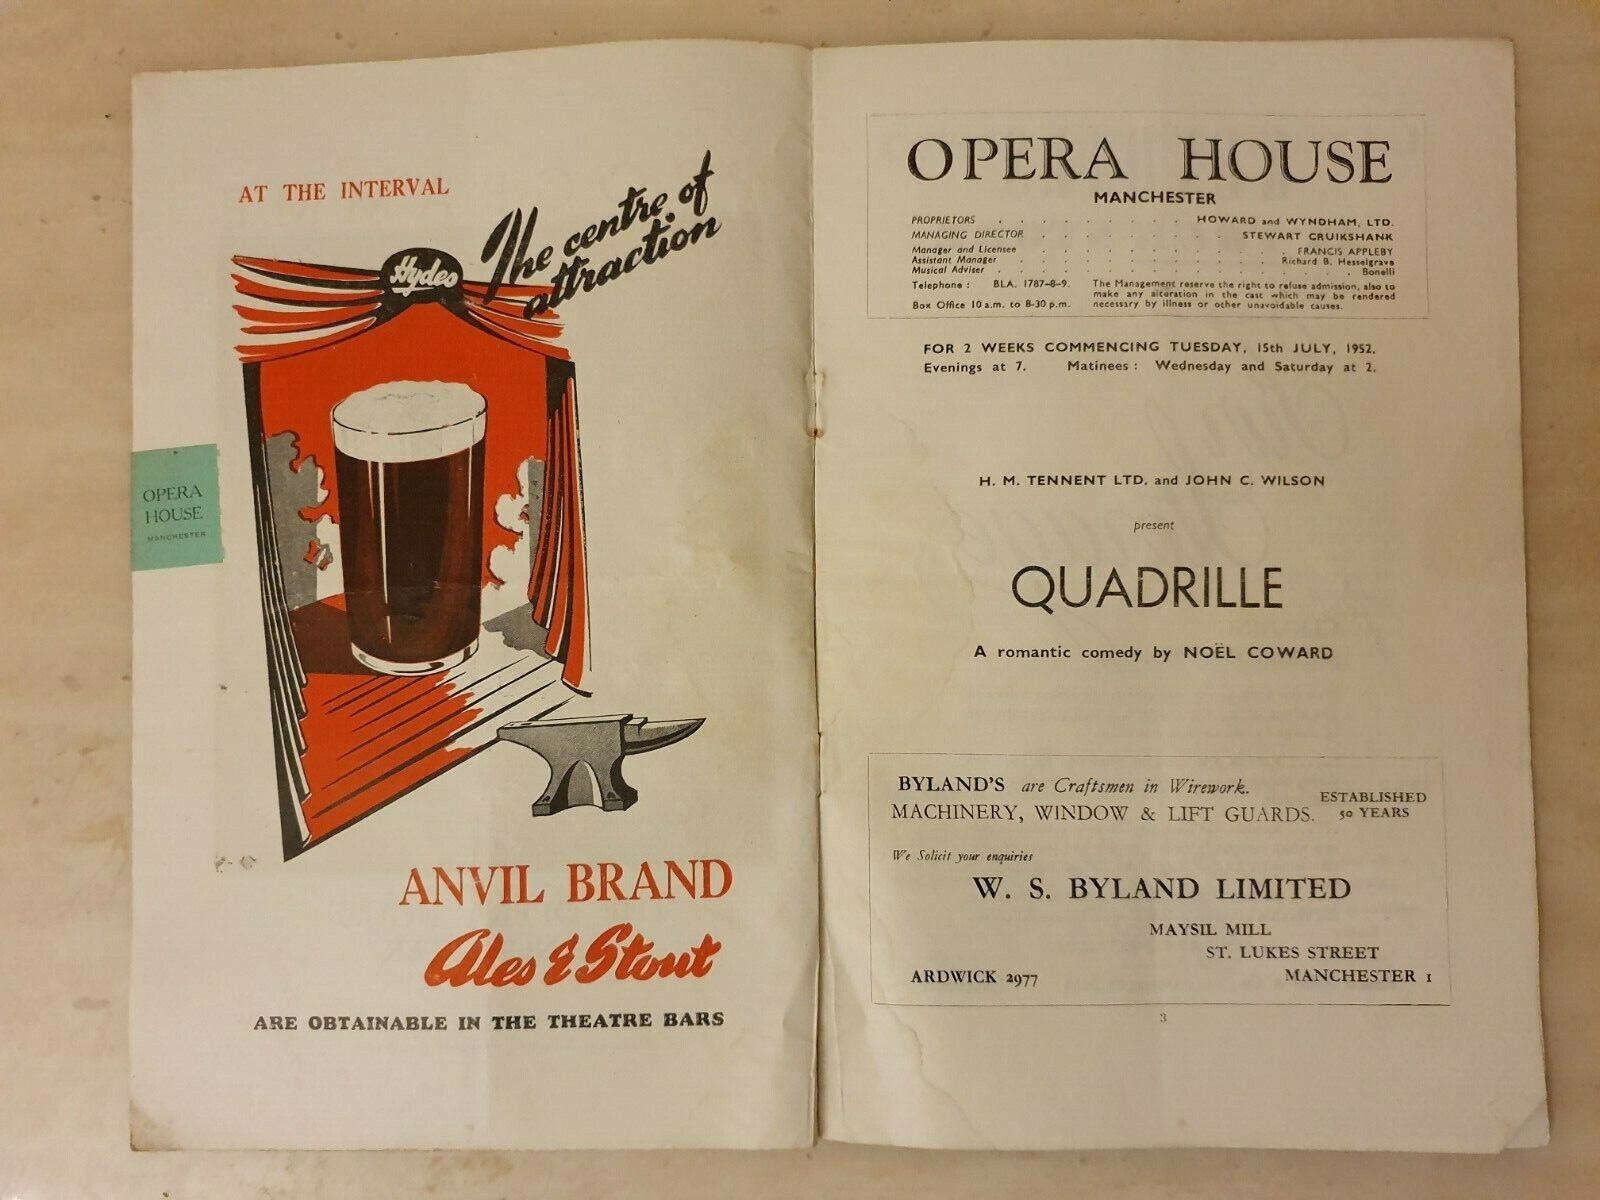 AT THE INTERVAL
The centre of
attraction
Hydes
OPERA
HOUSE
MANCHESTER
ANVIL BRAND
Ales & Stout
ARE OBTAINABLE IN THE THEATRE BARS
OPERA HOUSE
MANCHESTER
PROPRIETORS . . . . . . . . . HOWARD and WYNDHAM, LTD.
MANAGING DIRECTOR . . . . . . . . . STEWART CRUIKSHANK
Manager and Licensee . . . . . . . . . FRANCIS APPLEBY
Assistant Manager . . . . . . . . . Richard B. Hesselgrave
Musical Adviser . . . . . . . . . Bonelli
Telephone : BLA. 1787-8-9.
Box Office 10 a.m. to 8-30 p.m.
The Management reserve the right to refuse admission, also to
make any alteration in the cast which may be rendered
necessary by illness or other unavoidable causes.
FOR 2 WEEKS COMMENCING TUESDAY, 15th JULY, 1952.
Evenings at 7. Matinees : Wednesday and Saturday at 2.
H. M. TENNENT LTD. and JOHN C. WILSON
present
QUADRILLE
A romantic comedy by NOËL COWARD
BYLAND'S are Craftsmen in Wirework.
MACHINERY, WINDOW & LIFT GUARDS.
ESTABLISHED
50 YEARS
We Solicit your enquiries
W. S. BYLAND LIMITED
MAYSIL MILL
ST. LUKES STREET
ARDWICK 2977 MANCHESTER 1
3